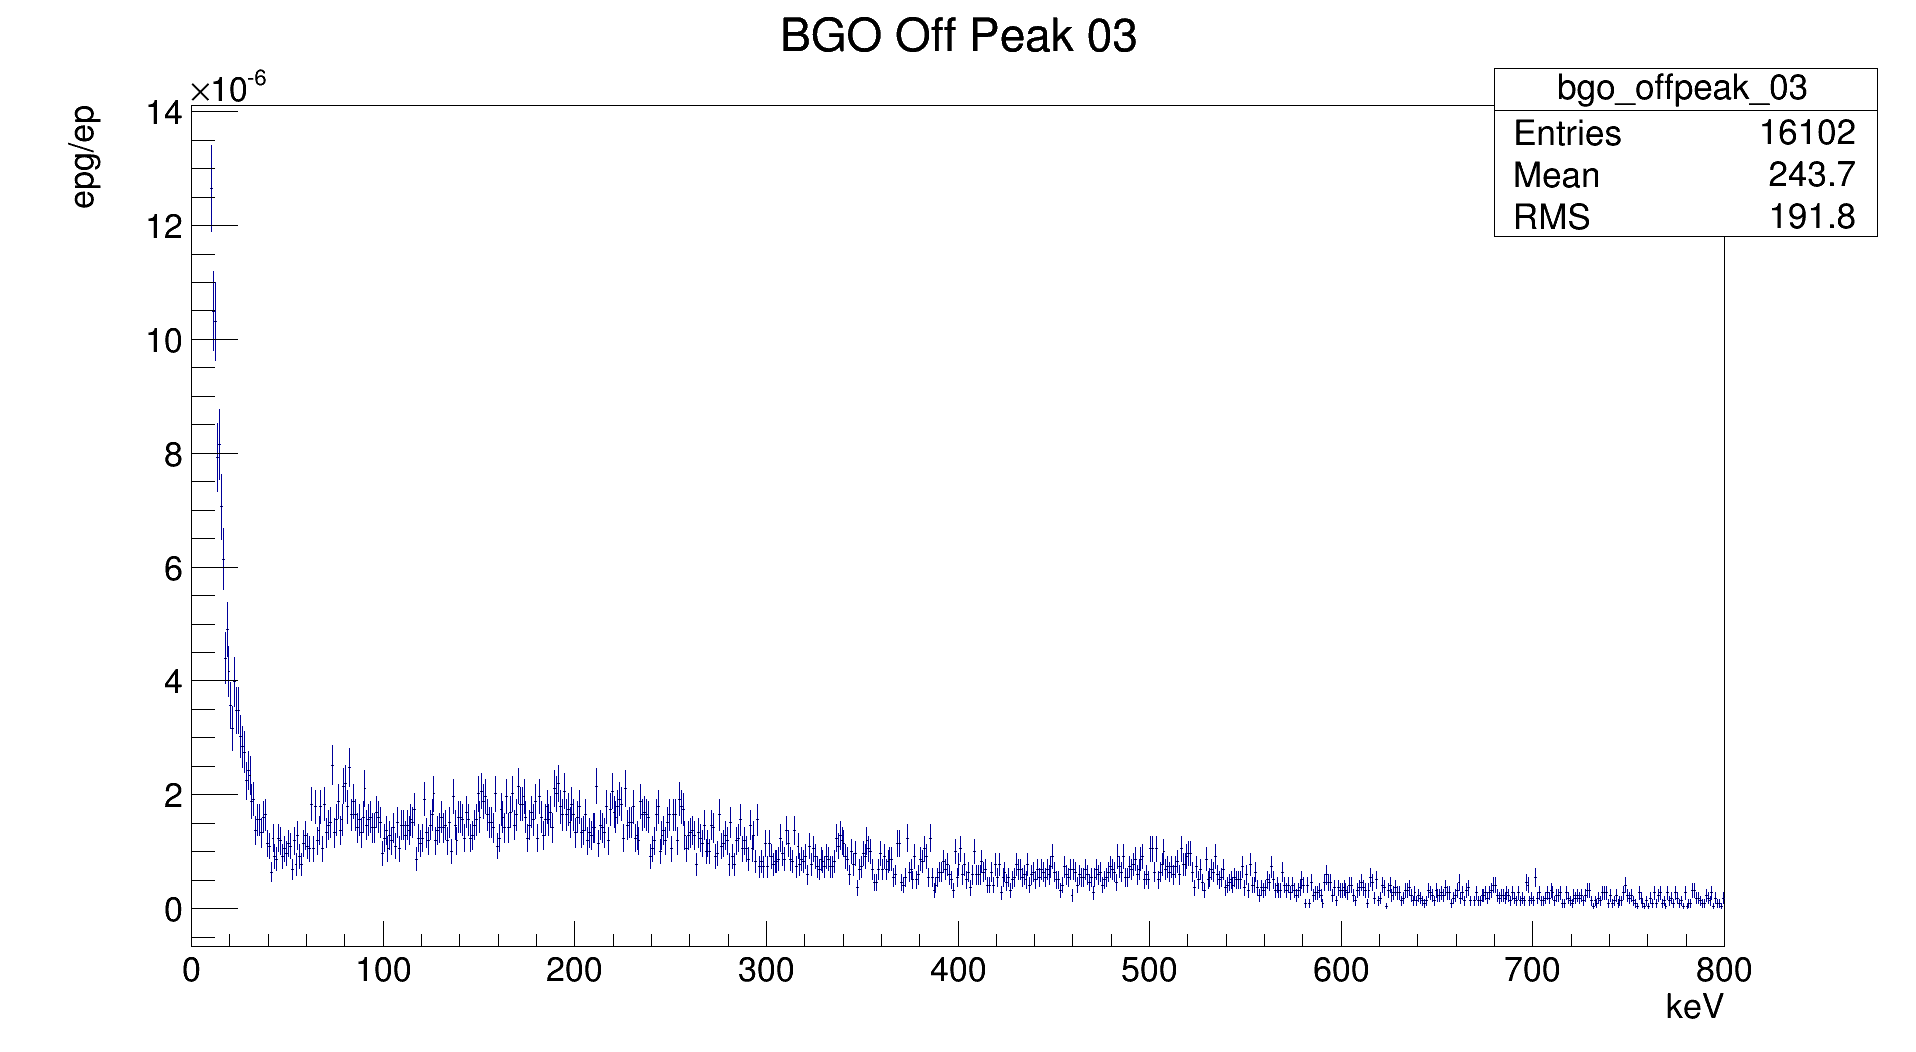 BGO Off Peak 03
×10-6
epg/ep
bgo_offpeak_03
Entries 16102
Mean 243.7
RMS 191.8
14
12
10
8
6
4
2
0
0 100 200 300 400 500 600 700 800
keV